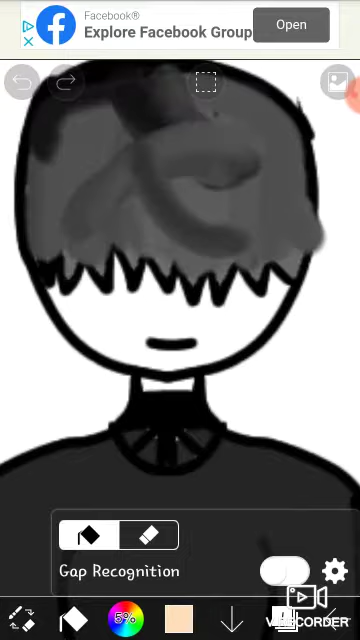 Facebook®
Explore Facebook Group
Open
Gap Recognition
5%
V RECORDER